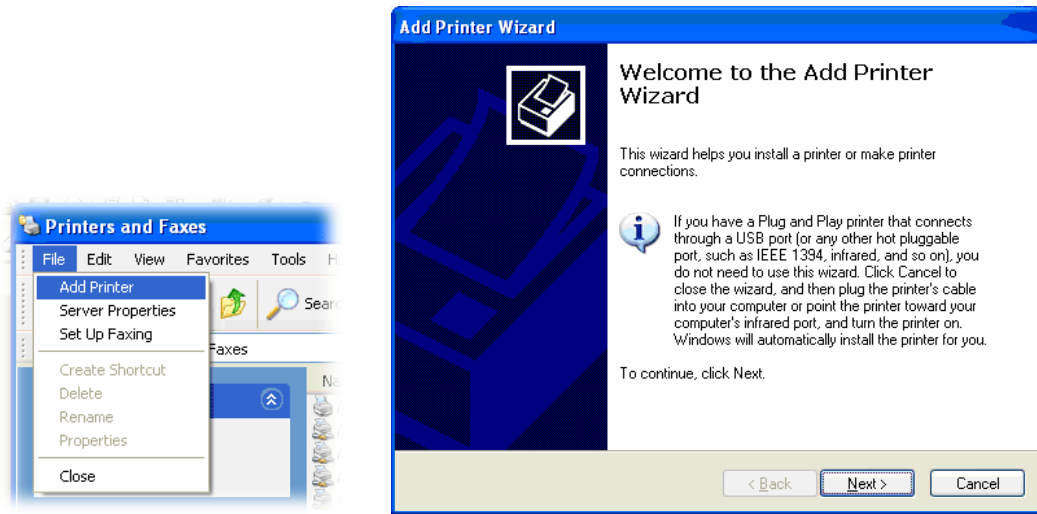 Printers and Faxes
File Edit View Favorites Tools
Add Printer
Server Properties
Set Up Faxing
Faxes
Create Shortcut
Delete
Rename
Properties
Close
Add Printer Wizard
Welcome to the Add Printer
Wizard
This wizard helps you install a printer or make printer
connections.
If you have a Plug and Play printer that connects
through a USB port (or any other hot pluggable
port, such as IEEE 1394, infrared, and so on), you
do not need to use this wizard. Click Cancel to
close the wizard, and then plug the printer's cable
into your computer or point the printer toward your
computer's infrared port, and turn the printer on.
Windows will automatically install the printer for you.
To continue, click Next.
< Back Next > Cancel